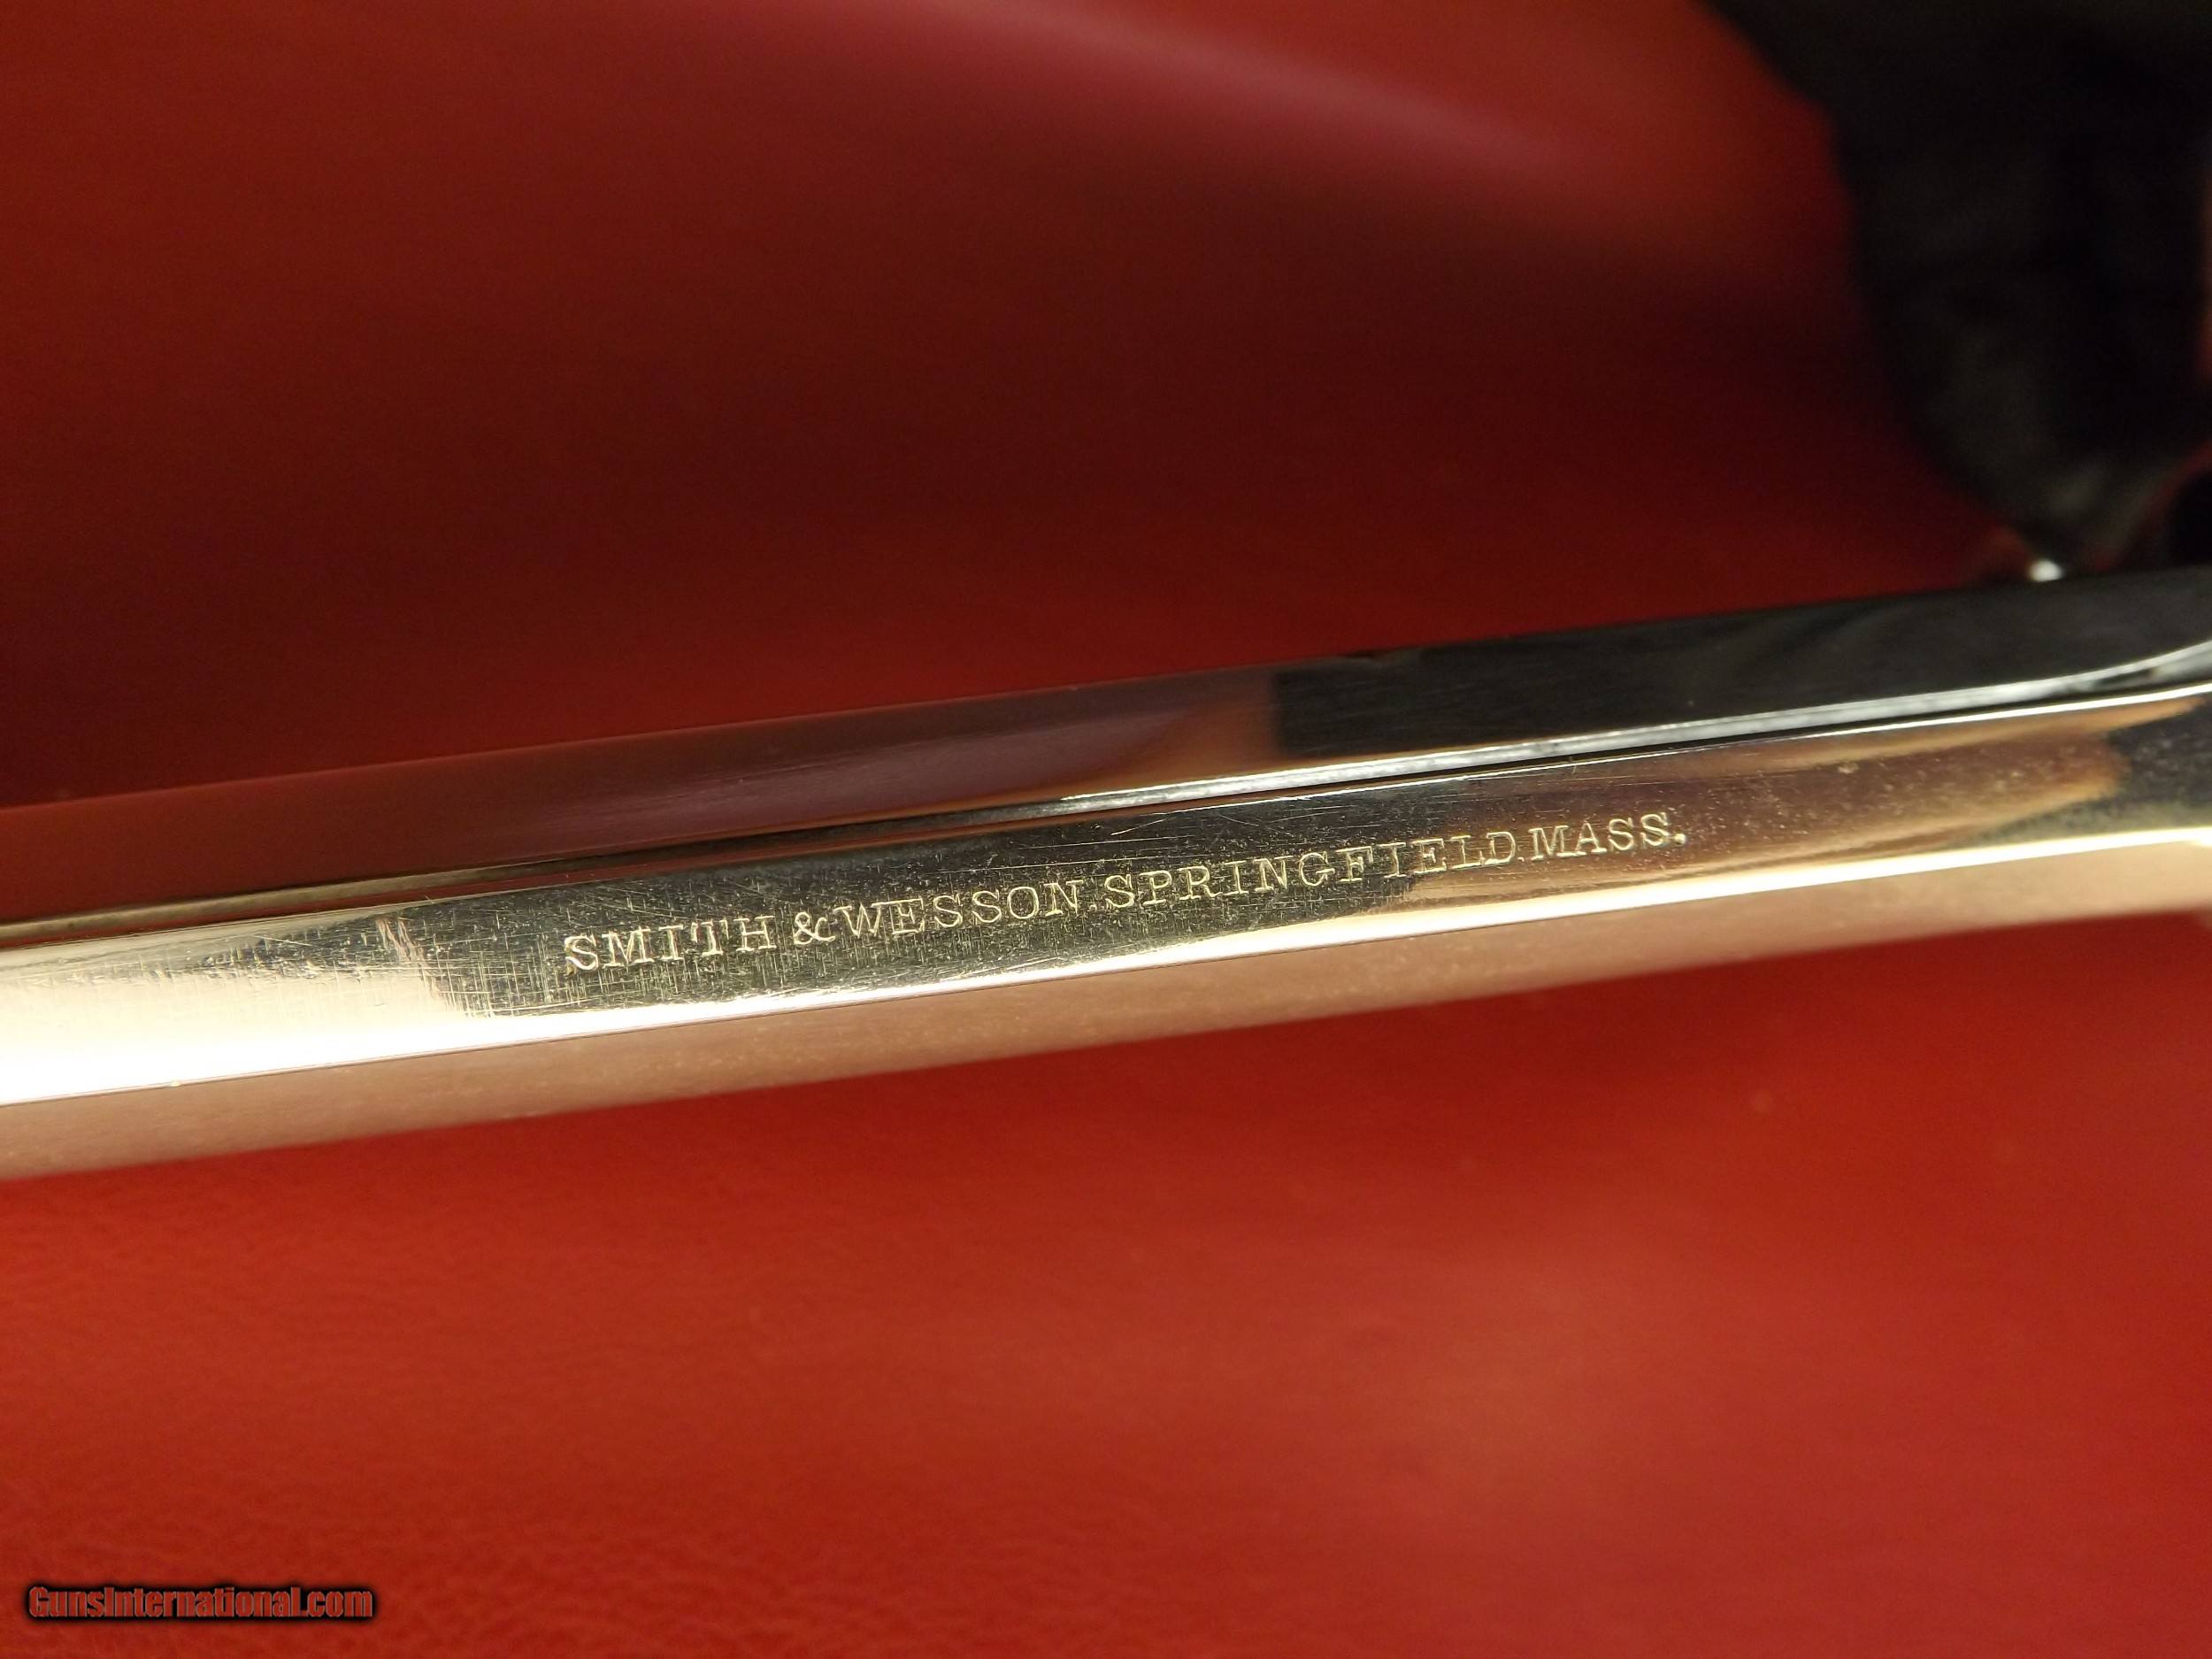 SMITH & WESSON. SPRINGFIELD. MASS.
GunsInternational.com